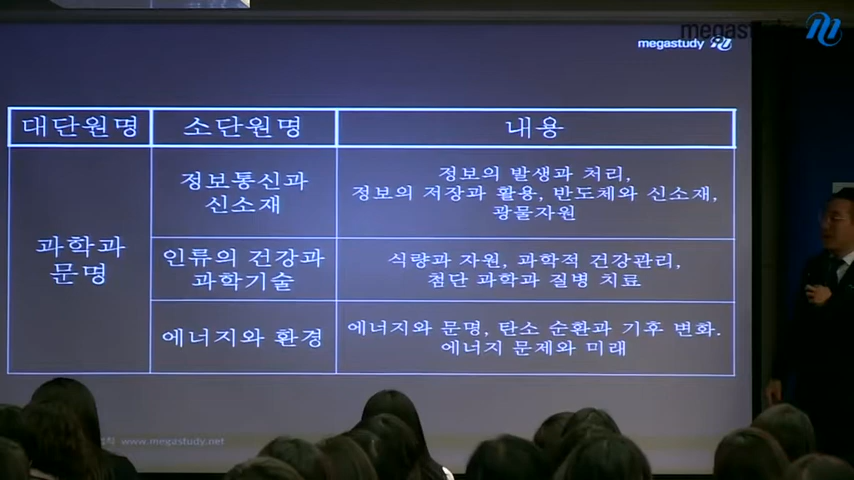 megastudy
megastudy
대단원명 소단원명 내용
과학과
문명
정보통신과
신소재
정보의 발생과 처리,
정보의 저장과 활용, 반도체와 신소재,
광물자원
인류의 건강과
과학기술
식량과 자원, 과학적 건강관리,
첨단 과학과 질병 치료
에너지와 환경
에너지와 문명, 탄소 순환과 기후 변화.
에너지 문제와 미래
www.megastudy.net